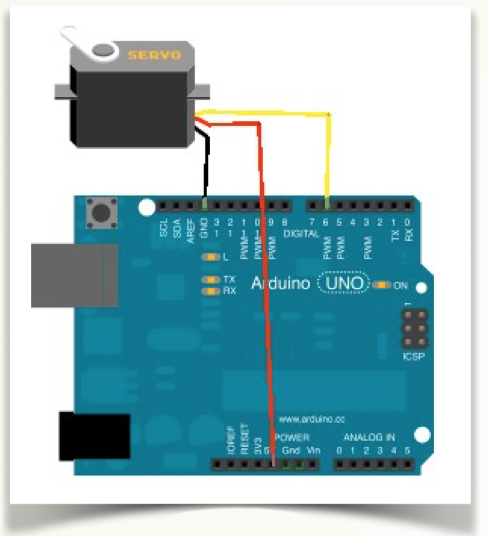 SERVO
SCL
SDA
AREF
GND
13
12
PWM 11
PWM 10
PWM 9
8
7
PWM 6
PWM 5
4
PWM 3
2
TX 1
RX 0
DIGITAL
L
TX
RX
Arduino UNO
ON
1
ICSP
www.arduino.cc
POWER
ANALOG IN
IOREF
RESET
3V3
Gnd
Vin
0 1 2 3 4 5